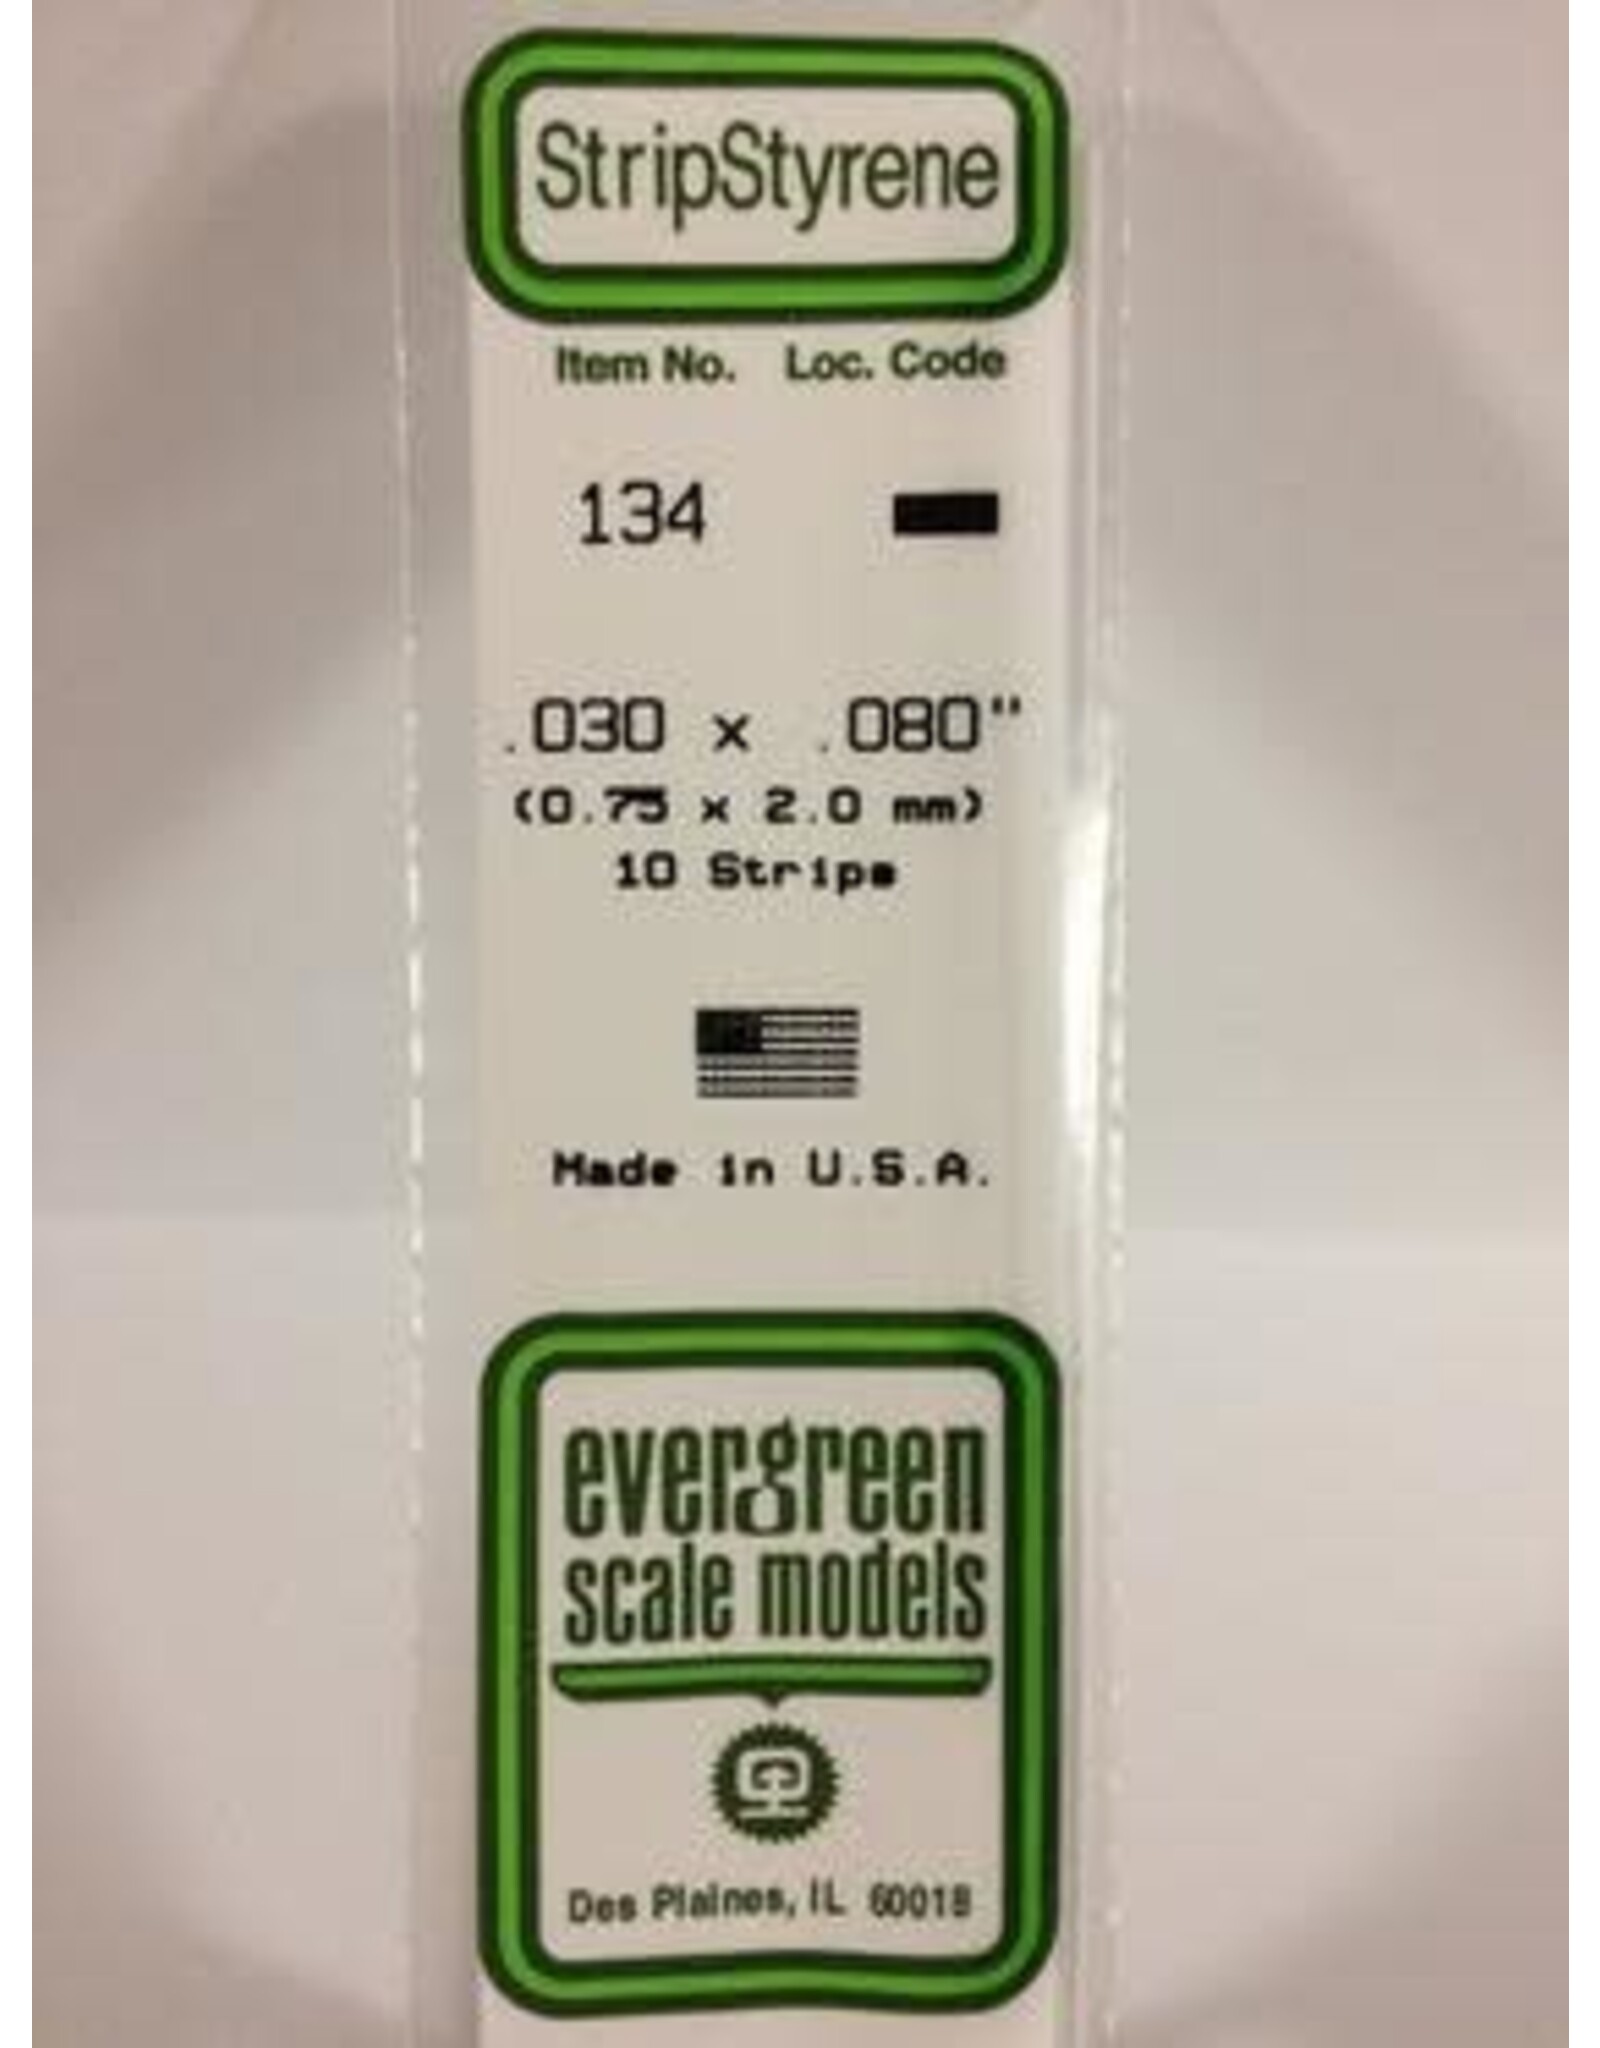 StripStyrene
Item No. Loc. Code
134
.030 x .080"
(0.75 x 2.0 mm)
10 Strips
Made in U.S.A.
evergreen
scale models
Des Plaines, IL 60018